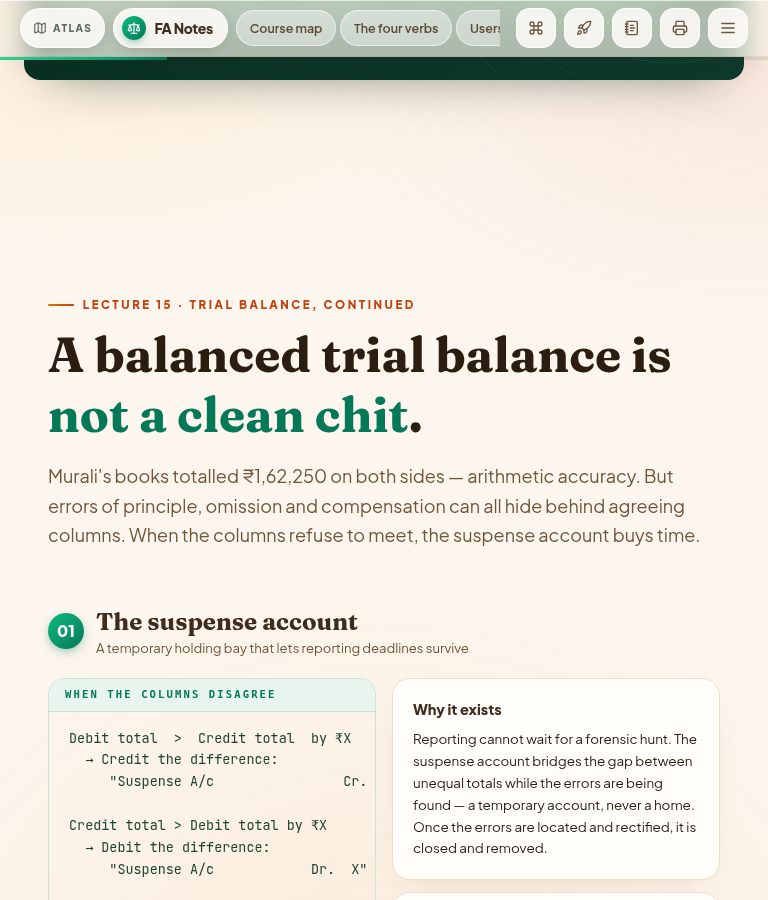 ATLAS
FA Notes
Course map
The four verbs
Users
LECTURE 15 · TRIAL BALANCE, CONTINUED
A balanced trial balance is
not a clean chit.
Murali's books totalled ₹1,62,250 on both sides — arithmetic accuracy. But
errors of principle, omission and compensation can all hide behind agreeing
columns. When the columns refuse to meet, the suspense account buys time.
01
The suspense account
A temporary holding bay that lets reporting deadlines survive
WHEN THE COLUMNS DISAGREE
Debit total  >  Credit total  by ₹X
→ Credit the difference:
"Suspense A/c                Cr.
Credit total > Debit total by ₹X
→ Debit the difference:
"Suspense A/c            Dr.  X"
Why it exists
Reporting cannot wait for a forensic hunt. The
suspense account bridges the gap between
unequal totals while the errors are being
found — a temporary account, never a home.
Once the errors are located and rectified, it is
closed and removed.